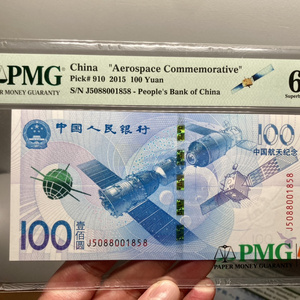 PMG
PAPER MONEY GUARANTY
China "Aerospace Commemorative"
Pick# 910 2015 100 Yuan
S/N J5088001858 - People's Bank of China
6
Superb
中国人民银行
100
中国航天纪念
100
壹佰圆
J5088001858
J5088001858
PMG
PAPER MONEY GUARANTY